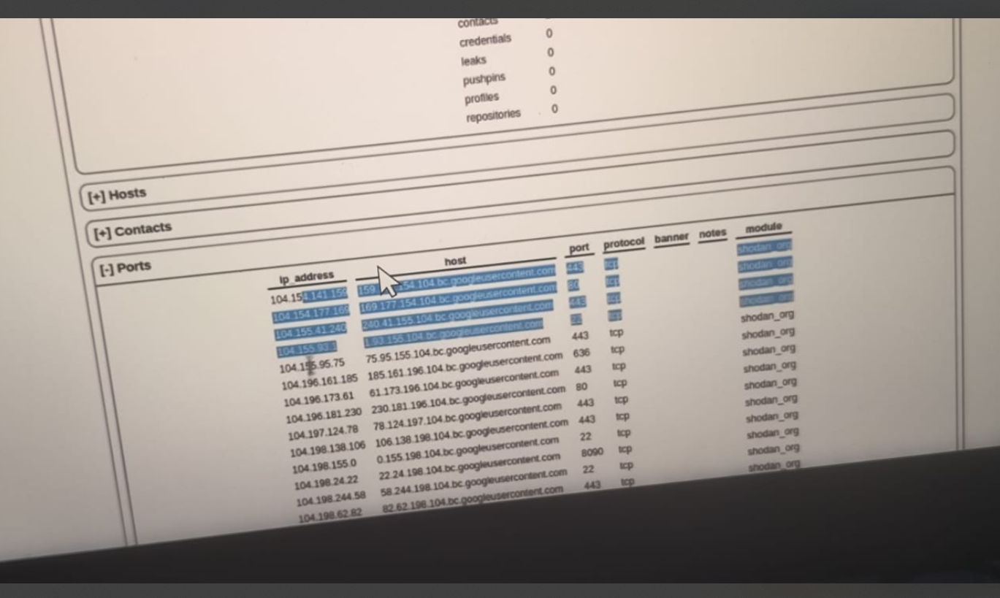 contacts
credentials 0
leaks 0
pushpins 0
profiles 0
repositories 0
[+] Hosts
[+] Contacts
[-] Ports
ip_address host port protocol banner notes module
104.154.141.159 443 tcp shodan_org
104.154.177.169 169.177.154.104.bc.googleusercontent.com 80 tcp shodan_org
104.155.41.240 240.41.155.104.bc.googleusercontent.com 443 tcp shodan_org
104.155.93.1 1.93.155.104.bc.googleusercontent.com tcp shodan_org
104.155.95.75 75.95.155.104.bc.googleusercontent.com 443 tcp shodan_org
104.196.161.185 185.161.196.104.bc.googleusercontent.com 636 tcp shodan_org
104.196.173.61 61.173.196.104.bc.googleusercontent.com 443 tcp shodan_org
104.196.181.230 230.181.196.104.bc.googleusercontent.com 80 tcp shodan_org
104.197.124.78 78.124.197.104.bc.googleusercontent.com 443 tcp shodan_org
104.198.138.106 106.138.198.104.bc.googleusercontent.com 443 tcp shodan_org
104.198.155.0 0.155.198.104.bc.googleusercontent.com 22 tcp shodan_org
104.198.24.22 22.24.198.104.bc.googleusercontent.com 8090 tcp shodan_org
104.198.244.58 58.244.198.104.bc.googleusercontent.com 22 tcp shodan_org
104.198.62.82 82.62.198.104.bc.googleusercontent.com 443 tcp shodan_org